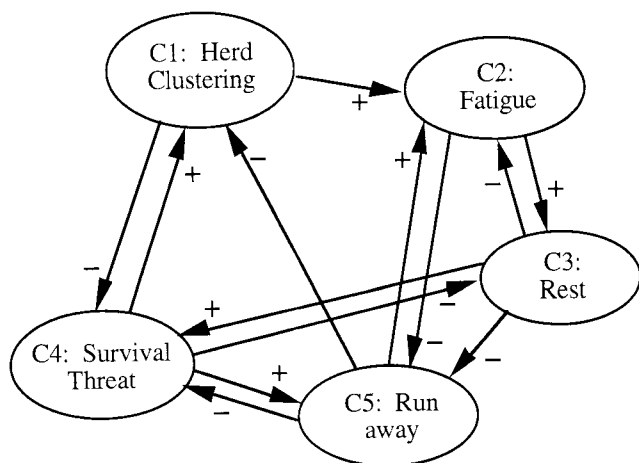 C1: Herd
Clustering
C2:
Fatigue
+
+
−
+
−
+
−
C3:
Rest
−
+
−
−
−
C4: Survival
Threat
+
−
C5: Run
away